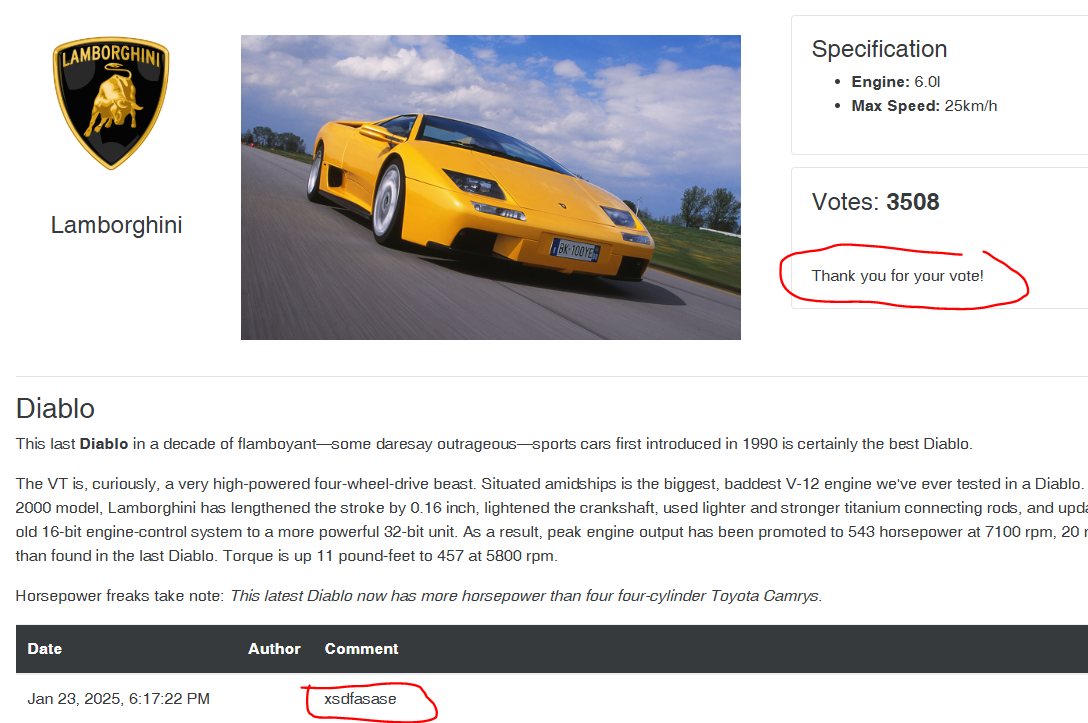 LAMBORGHINI
Lamborghini
BK·100YE
Specification
Engine: 6.0l
Max Speed: 25km/h
Votes: 3508
Thank you for your vote!
Diablo
This last Diablo in a decade of flamboyant—some daresay outrageous—sports cars first introduced in 1990 is certainly the best Diablo.
The VT is, curiously, a very high-powered four-wheel-drive beast. Situated amidships is the biggest, baddest V-12 engine we've ever tested in a Diablo.
2000 model, Lamborghini has lengthened the stroke by 0.16 inch, lightened the crankshaft, used lighter and stronger titanium connecting rods, and
old 16-bit engine-control system to a more powerful 32-bit unit. As a result, peak engine output has been promoted to 543 horsepower at 7100 rpm, 20
than found in the last Diablo. Torque is up 11 pound-feet to 457 at 5800 rpm.
Horsepower freaks take note: This latest Diablo now has more horsepower than four four-cylinder Toyota Camrys.
Date Author Comment
Jan 23, 2025, 6:17:22 PM xsdfasase